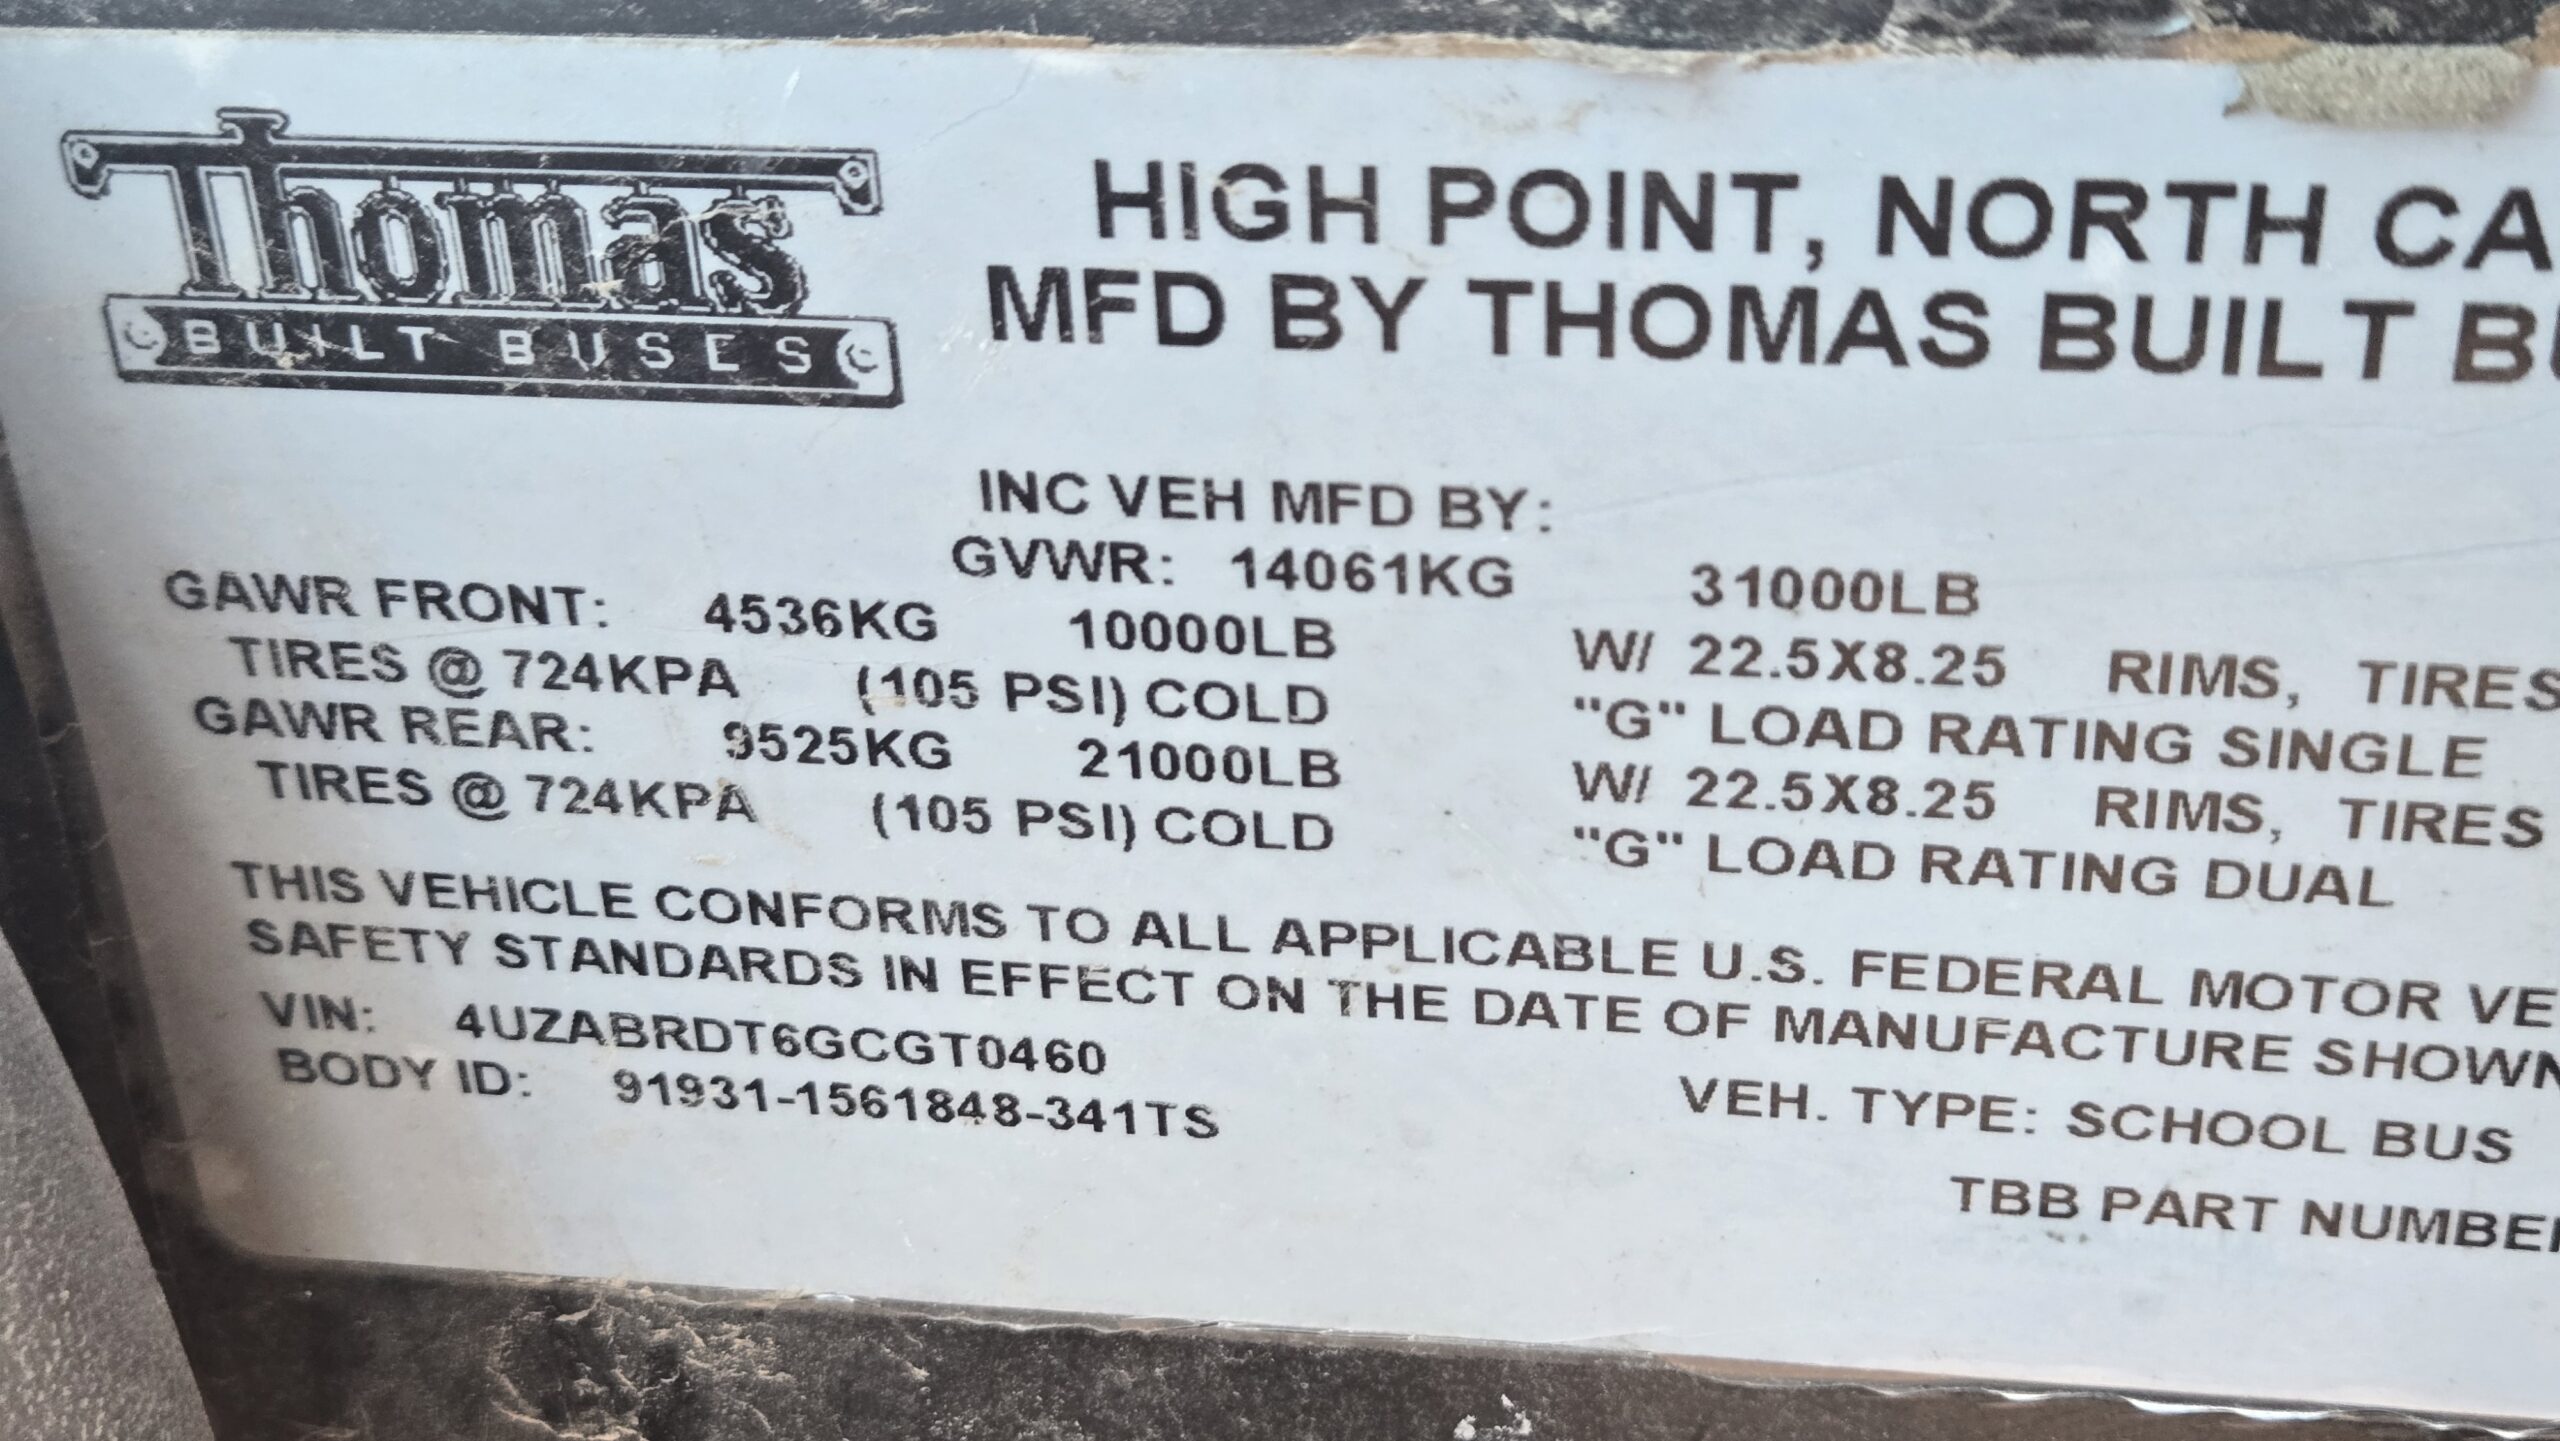 Thomas
BUILT BUSES
HIGH POINT, NORTH CA
MFD BY THOMAS BUILT B
INC VEH MFD BY:
GVWR: 14061KG 31000LB
GAWR FRONT: 4536KG 10000LB W/ 22.5X8.25 RIMS, TIRES
TIRES @ 724KPA (105 PSI) COLD "G" LOAD RATING SINGLE
GAWR REAR: 9525KG 21000LB W/ 22.5X8.25 RIMS, TIRES
TIRES @ 724KPA (105 PSI) COLD "G" LOAD RATING DUAL
THIS VEHICLE CONFORMS TO ALL APPLICABLE U.S. FEDERAL MOTOR VE
SAFETY STANDARDS IN EFFECT ON THE DATE OF MANUFACTURE SHOWN
VIN: 4UZABRDT6GCGT0460
BODY ID: 91931-1561848-341TS
VEH. TYPE: SCHOOL BUS
TBB PART NUMBE